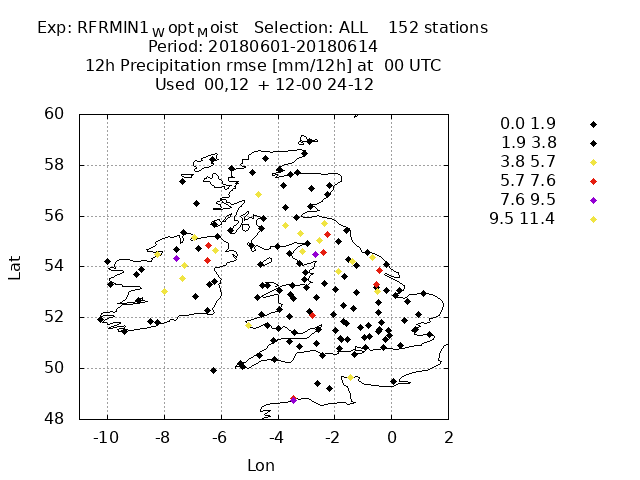 Exp: RFRMIN1WoptMoist Selection: ALL 152 stations
Period: 20180601-20180614
12h Precipitation rmse [mm/12h] at 00 UTC
Used 00,12 + 12-00 24-12
60
58
56
54
52
50
48
Lat
-10 -8 -6 -4 -2 0 2
Lon
0.0 1.9
1.9 3.8
3.8 5.7
5.7 7.6
7.6 9.5
9.5 11.4